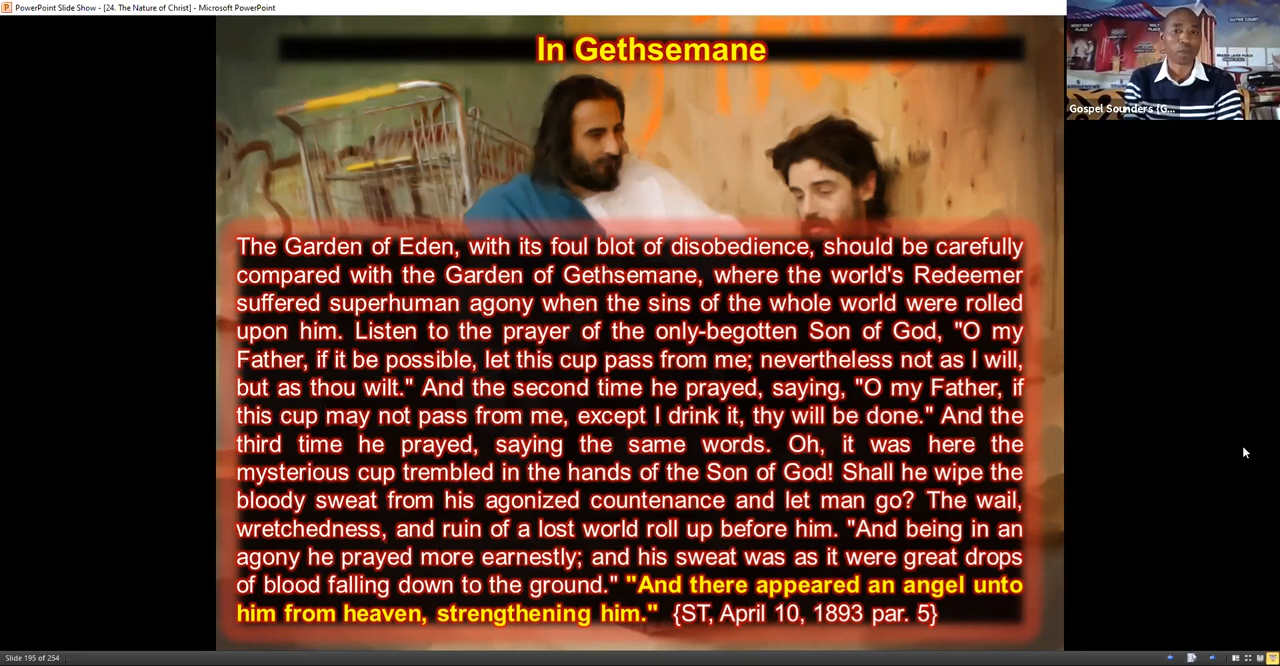 PowerPoint Slide Show - [24. The Nature of Christ] - Microsoft PowerPoint
In Gethsemane
The Garden of Eden, with its foul blot of disobedience, should be carefully
compared with the Garden of Gethsemane, where the world's Redeemer
suffered superhuman agony when the sins of the whole world were rolled
upon him. Listen to the prayer of the only-begotten Son of God, "O my
Father, if it be possible, let this cup pass from me; nevertheless not as I will,
but as thou wilt." And the second time he prayed, saying, "O my Father, if
this cup may not pass from me, except I drink it, thy will be done." And the
third time he prayed, saying the same words. Oh, it was here the
mysterious cup trembled in the hands of the Son of God! Shall he wipe the
bloody sweat from his agonized countenance and let man go? The wail,
wretchedness, and ruin of a lost world roll up before him. "And being in an
agony he prayed more earnestly; and his sweat was as it were great drops
of blood falling down to the ground." "And there appeared an angel unto
him from heaven, strengthening him." {ST, April 10, 1893 par. 5}
OUTER COURT
Gospel Sounders (G...
Slide 195 of 254